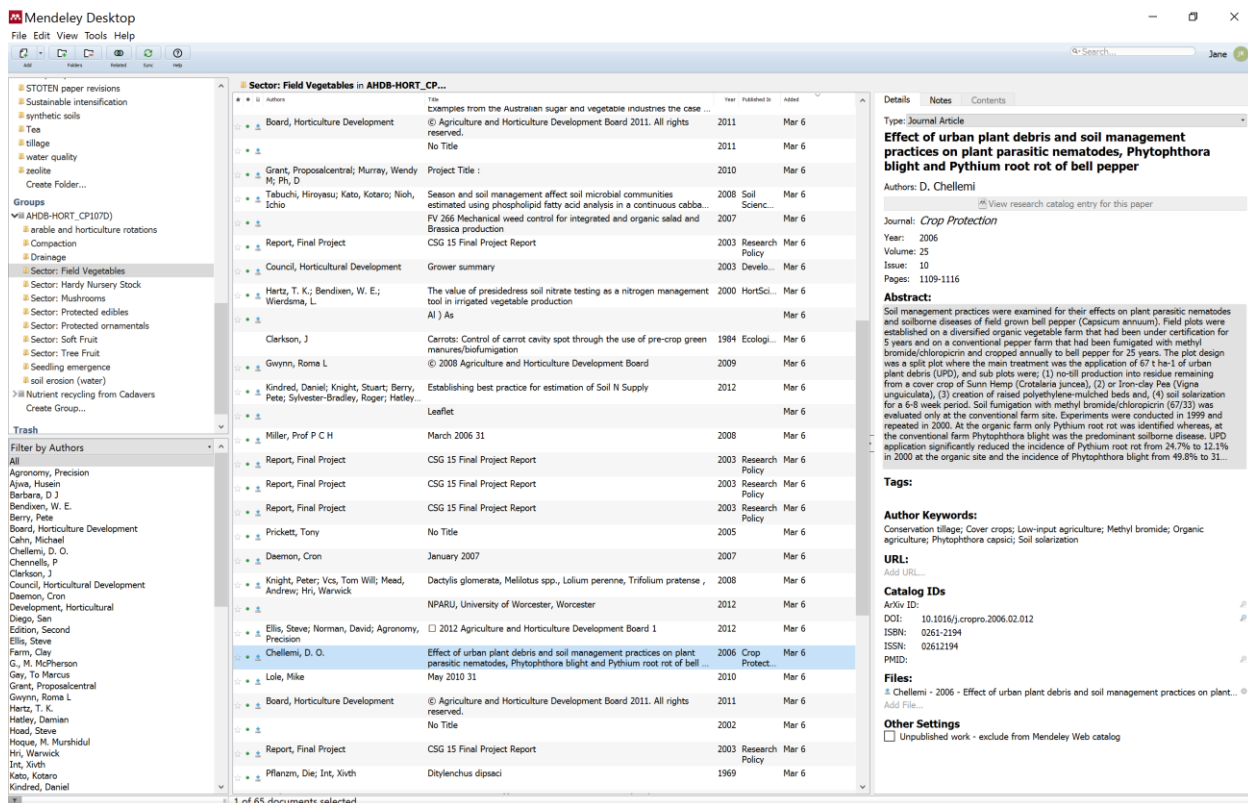 Mendeley Desktop
File Edit View Tools Help
Add Folders Related Sync Help
Search...
Jane
STOTEN paper revisions
Sustainable intensification
synthetic soils
Tea
tillage
water quality
zeolite
Create Folder...
Groups
AHDB-HORT_CP107D)
arable and horticulture rotations
Compaction
Drainage
Sector: Field Vegetables
Sector: Hardy Nursery Stock
Sector: Mushrooms
Sector: Protected edibles
Sector: Protected ornamentals
Sector: Soft Fruit
Sector: Tree Fruit
Seedling emergence
soil erosion (water)
Nutrient recycling from Cadavers
Create Group...
Trash
Filter by Authors
All
Agronomy, Precision
Ajwa, Husein
Barbara, D J
Bendixen, W. E.
Berry, Pete
Board, Horticulture Development
Cahn, Michael
Chellemi, D. O.
Chennells, P
Clarkson, J
Council, Horticultural Development
Daemon, Cron
Development, Horticultural
Diego, San
Edition, Second
Ellis, Steve
Farm, Clay
G., M. McPherson
Gay, To Marcus
Grant, Proposalcentral
Gwynn, Roma L
Hartz, T. K.
Hatley, Damian
Hoad, Steve
Hoque, M. Murshidul
Hri, Warwick
Int, Xivth
Kato, Kotaro
Kindred, Daniel
Sector: Field Vegetables in AHDB-HORT_CP...
Authors Title Year Published In Added
Examples from the Australian sugar and vegetable industries the case ...
Board, Horticulture Development © Agriculture and Horticulture Development Board 2011. All rights 2011 Mar 6
reserved.
No Title 2011 Mar 6
Grant, Proposalcentral; Murray, Wendy Project Title : 2010 Mar 6
M; Ph, D
Tabuchi, Hiroyasu; Kato, Kotaro; Nioh, Season and soil management affect soil microbial communities 2008 Soil Mar 6
Ichio estimated using phospholipid fatty acid analysis in a continuous cabba... Scienc...
FV 266 Mechanical weed control for integrated and organic salad and 2007 Mar 6
Brassica production
Report, Final Project CSG 15 Final Project Report 2003 Research Mar 6
Policy
Council, Horticultural Development Grower summary 2003 Develo... Mar 6
Hartz, T. K.; Bendixen, W. E.; The value of presidedress soil nitrate testing as a nitrogen management 2000 HortSci... Mar 6
Wierdsma, L. tool in irrigated vegetable production
Al ) As Mar 6
Clarkson, J Carrots: Control of carrot cavity spot through the use of pre-crop green 1984 Ecologi... Mar 6
manures/biofumigation
Gwynn, Roma L © 2008 Agriculture and Horticulture Development Board 2009 Mar 6
Kindred, Daniel; Knight, Stuart; Berry, Establishing best practice for estimation of Soil N Supply 2012 Mar 6
Pete; Sylvester-Bradley, Roger; Hatley...
Leaflet Mar 6
Miller, Prof P C H March 2006 31 2008 Mar 6
Report, Final Project CSG 15 Final Project Report 2003 Research Mar 6
Policy
Report, Final Project CSG 15 Final Project Report 2003 Research Mar 6
Policy
Report, Final Project CSG 15 Final Project Report 2003 Research Mar 6
Policy
Prickett, Tony No Title 2005 Mar 6
Daemon, Cron January 2007 2007 Mar 6
Knight, Peter; Vcs, Tom Will; Mead, Dactylis glomerata, Melilotus spp., Lolium perenne, Trifolium pratense , 2008 Mar 6
Andrew; Hri, Warwick
NPARU, University of Worcester, Worcester 2012 Mar 6
Ellis, Steve; Norman, David; Agronomy, □ 2012 Agriculture and Horticulture Development Board 1 2012 Mar 6
Precision
Chellemi, D. O. Effect of urban plant debris and soil management practices on plant 2006 Crop Mar 6
parasitic nematodes, Phytophthora blight and Pythium root rot of bell ... Protect...
Lole, Mike May 2010 31 2010 Mar 6
Board, Horticulture Development © Agriculture and Horticulture Development Board 2011. All rights 2011 Mar 6
reserved.
No Title 2002 Mar 6
Report, Final Project CSG 15 Final Project Report 2003 Research Mar 6
Policy
Pflanzm, Die; Int, Xivth Ditylenchus dipsaci 1969 Mar 6
1 of 65 documents selected
Details Notes Contents
Type: Journal Article
Effect of urban plant debris and soil management
practices on plant parasitic nematodes, Phytophthora
blight and Pythium root rot of bell pepper
Authors: D. Chellemi
View research catalog entry for this paper
Journal: Crop Protection
Year: 2006
Volume: 25
Issue: 10
Pages: 1109-1116
Abstract:
Soil management practices were examined for their effects on plant parasitic nematodes
and soilborne diseases of field grown bell pepper (Capsicum annuum). Field plots were
established on a diversified organic vegetable farm that had been under certification for
5 years and on a conventional pepper farm that had been fumigated with methyl
bromide/chloropicrin and cropped annually to bell pepper for 25 years. The plot design
was a split plot where the main treatment was the application of 67 t ha-1 of urban
plant debris (UPD), and sub plots were; (1) no-till production into residue remaining
from a cover crop of Sunn Hemp (Crotalaria juncea), (2) or Iron-clay Pea (Vigna
unguiculata), (3) creation of raised polyethylene-mulched beds and, (4) soil solarization
for a 6-8 week period. Soil fumigation with methyl bromide/chloropicrin (67/33) was
evaluated only at the conventional farm site. Experiments were conducted in 1999 and
repeated in 2000. At the organic farm only Pythium root rot was identified whereas, at
the conventional farm Phytophthora blight was the predominant soilborne disease. UPD
application significantly reduced the incidence of Pythium root rot from 24.7% to 12.1%
in 2000 at the organic site and the incidence of Phytophthora blight from 49.8% to 31...
Tags:
Author Keywords:
Conservation tillage; Cover crops; Low-input agriculture; Methyl bromide; Organic
agriculture; Phytophthora capsici; Soil solarization
URL:
Add URL...
Catalog IDs
ArXiv ID:
DOI: 10.1016/j.cropro.2006.02.012
ISBN: 0261-2194
ISSN: 02612194
PMID:
Files:
Chellemi - 2006 - Effect of urban plant debris and soil management practices on plant...
Add File...
Other Settings
Unpublished work - exclude from Mendeley Web catalog